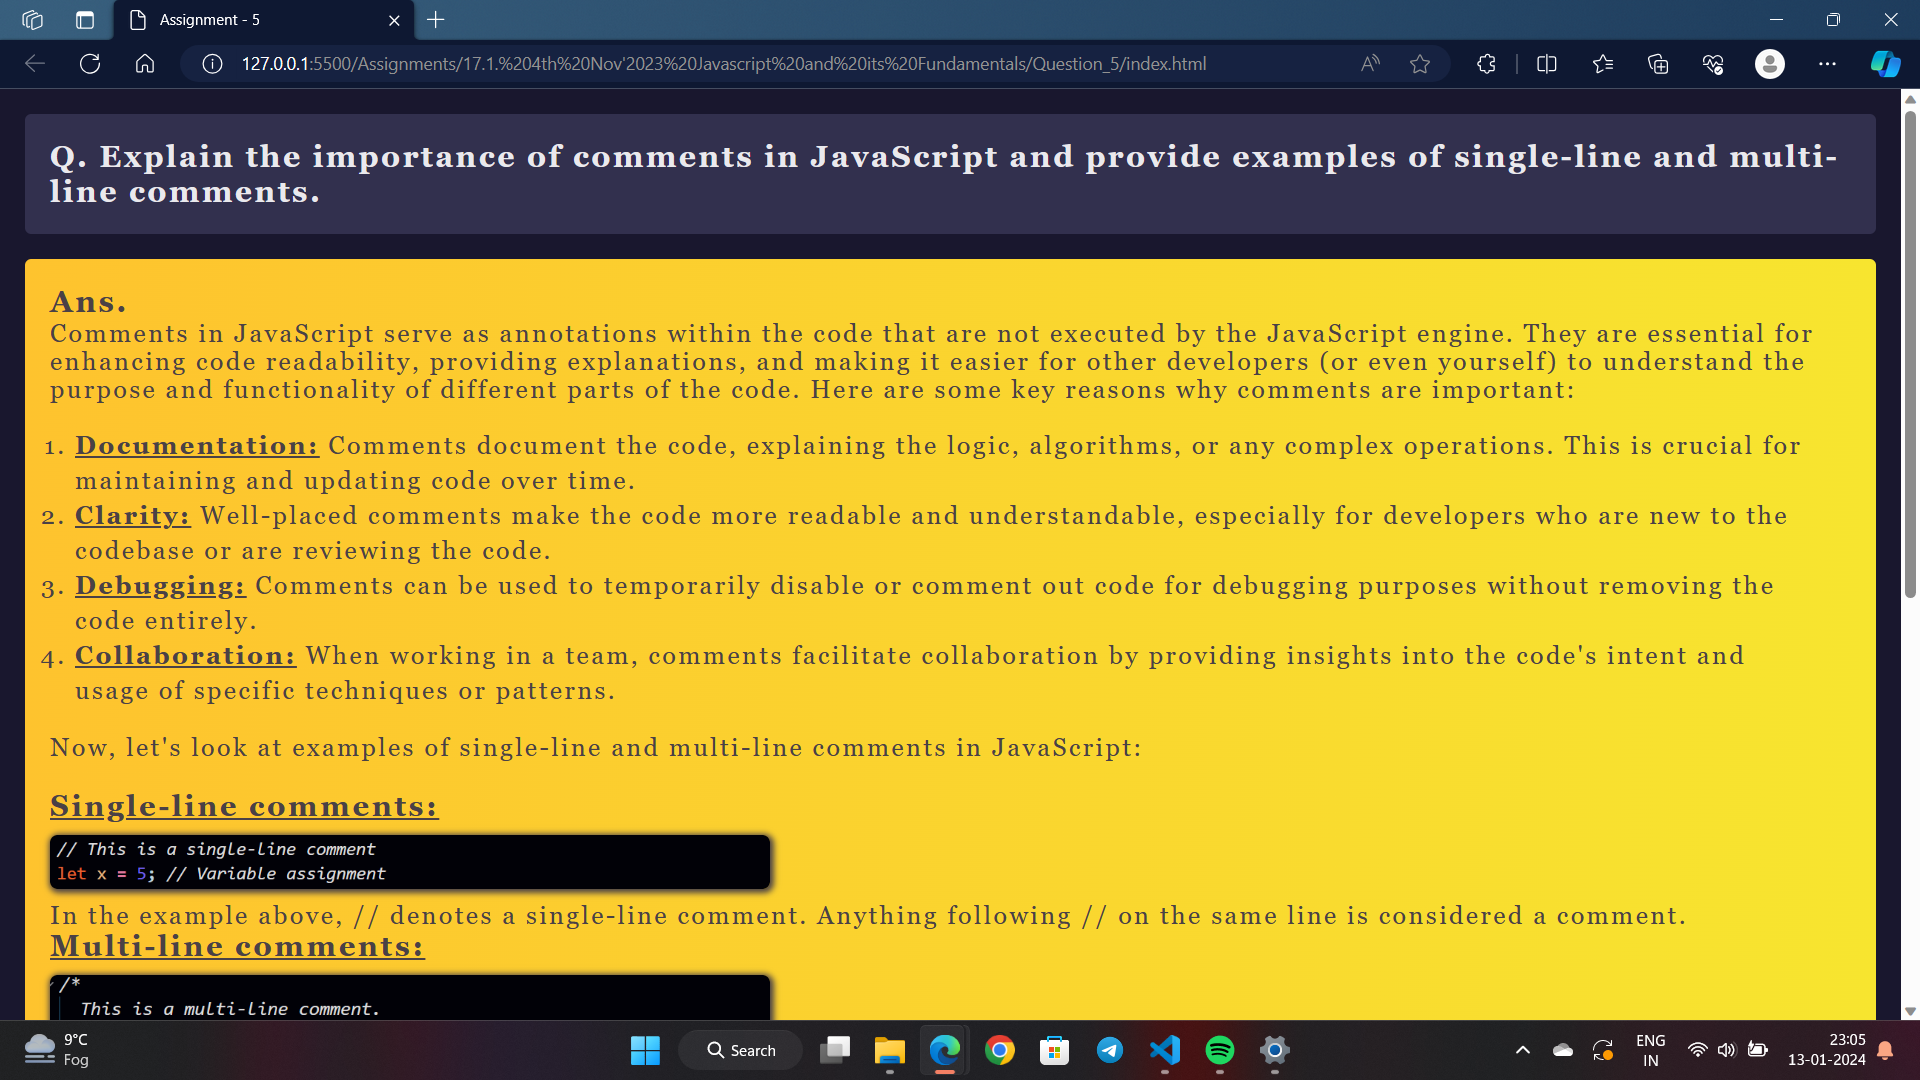 Assignment - 5
127.0.0.1:5500/Assignments/17.1.%204th%20Nov'2023%20Javascript%20and%20its%20Fundamentals/Question_5/index.html
Q. Explain the importance of comments in JavaScript and provide examples of single-line and multi-
line comments.
Ans.
Comments in JavaScript serve as annotations within the code that are not executed by the JavaScript engine. They are essential for
enhancing code readability, providing explanations, and making it easier for other developers (or even yourself) to understand the
purpose and functionality of different parts of the code. Here are some key reasons why comments are important:
1. Documentation: Comments document the code, explaining the logic, algorithms, or any complex operations. This is crucial for
maintaining and updating code over time.
2. Clarity: Well-placed comments make the code more readable and understandable, especially for developers who are new to the
codebase or are reviewing the code.
3. Debugging: Comments can be used to temporarily disable or comment out code for debugging purposes without removing the
code entirely.
4. Collaboration: When working in a team, comments facilitate collaboration by providing insights into the code's intent and
usage of specific techniques or patterns.
Now, let's look at examples of single-line and multi-line comments in JavaScript:
Single-line comments:
// This is a single-line comment
let x = 5; // Variable assignment
In the example above, // denotes a single-line comment. Anything following // on the same line is considered a comment.
Multi-line comments:
/*
This is a multi-line comment.
9°C
Fog
Search
ENG
IN
23:05
13-01-2024